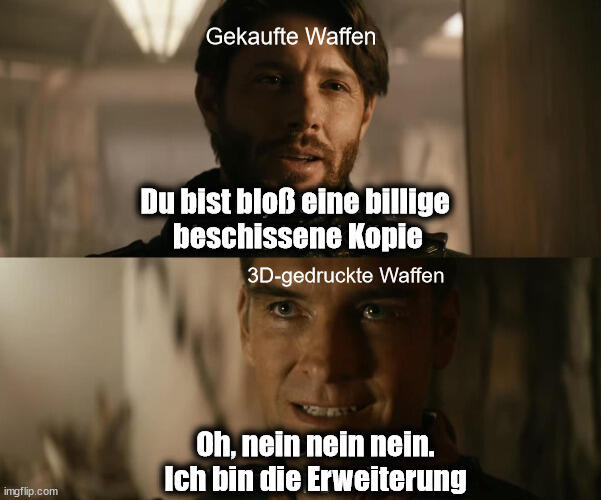 Gekaufte Waffen
Du bist bloß eine billige
beschissene Kopie
3D-gedruckte Waffen
Oh, nein nein nein.
Ich bin die Erweiterung
imgflip.com